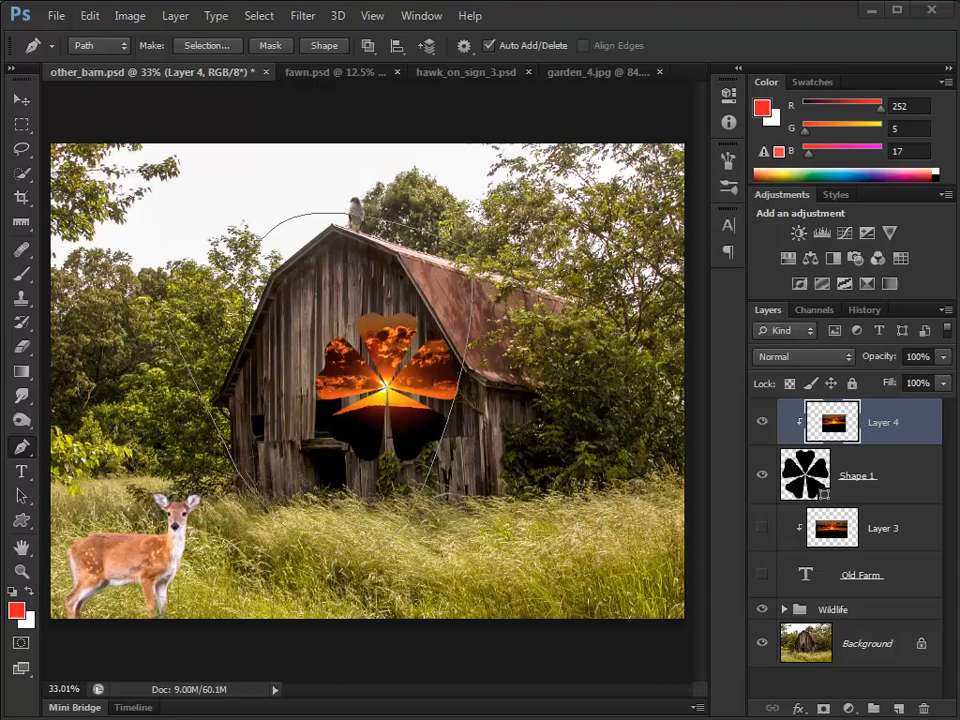 Ps File Edit Image Layer Type Select Filter 3D View Window Help
Path Make: Selection... Mask Shape Auto Add/Delete Align Edges
other_barn.psd @ 33% (Layer 4, RGB/8*) * × fawn.psd @ 12.5% ... × hawk_on_sign_3.psd × garden_4.jpg @ 84.... ×
Color Swatches
R 252
G 5
B 17
Adjustments Styles
Add an adjustment
Layers Channels History
Kind
Normal Opacity: 100%
Lock: Fill: 100%
Layer 4
Shape 1
Layer 3
T Old Farm
Wildlife
Background
33.01% Doc: 9.00M/60.1M
Mini Bridge Timeline